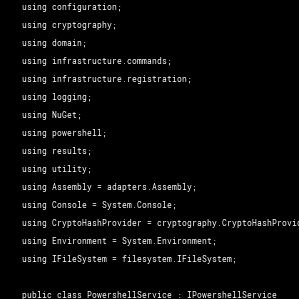 using configuration;
using cryptography;
using domain;
using infrastructure.commands;
using infrastructure.registration;
using logging;
using NuGet;
using powershell;
using results;
using utility;
using Assembly = adapters.Assembly;
using Console = System.Console;
using CryptoHashProvider = cryptography.CryptoHashProvi
using Environment = System.Environment;
using IFileSystem = filesystem.IFileSystem;
public class PowershellService : IPowershellService